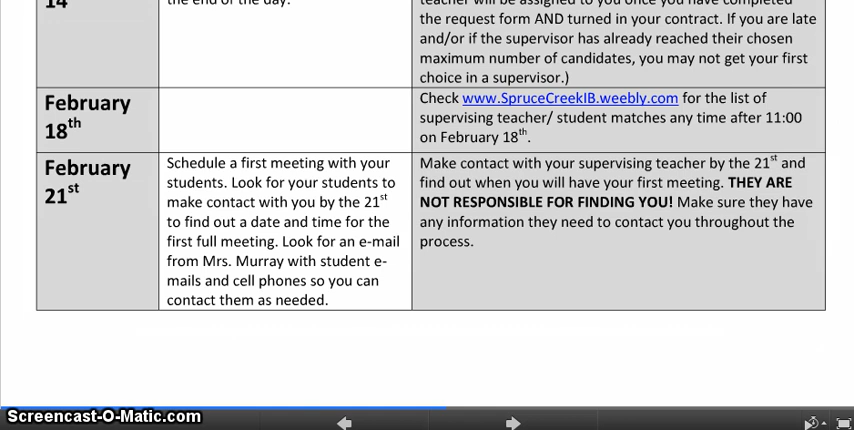 14
the end of the day.
teacher will be assigned to you once you have completed
the request form AND turned in your contract. If you are late
and/or if the supervisor has already reached their chosen
maximum number of candidates, you may not get your first
choice in a supervisor.)
February
18th
Check www.SpruceCreekIB.weebly.com for the list of
supervising teacher/ student matches any time after 11:00
on February 18th.
February
21st
Schedule a first meeting with your
students. Look for your students to
make contact with you by the 21st
to find out a date and time for the
first full meeting. Look for an e-mail
from Mrs. Murray with student e-
mails and cell phones so you can
contact them as needed.
Make contact with your supervising teacher by the 21st and
find out when you will have your first meeting. THEY ARE
NOT RESPONSIBLE FOR FINDING YOU! Make sure they have
any information they need to contact you throughout the
process.
Screencast-O-Matic.com